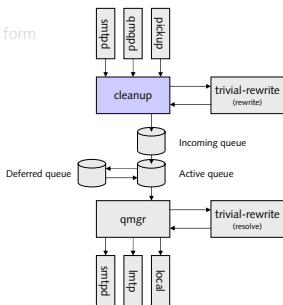 form
smtpd
qmqpd
pickup
cleanup
trivial-rewrite
(rewrite)
Incoming queue
Deferred queue
Active queue
qmgr
trivial-rewrite
(resolve)
smtpd
lmtp
local